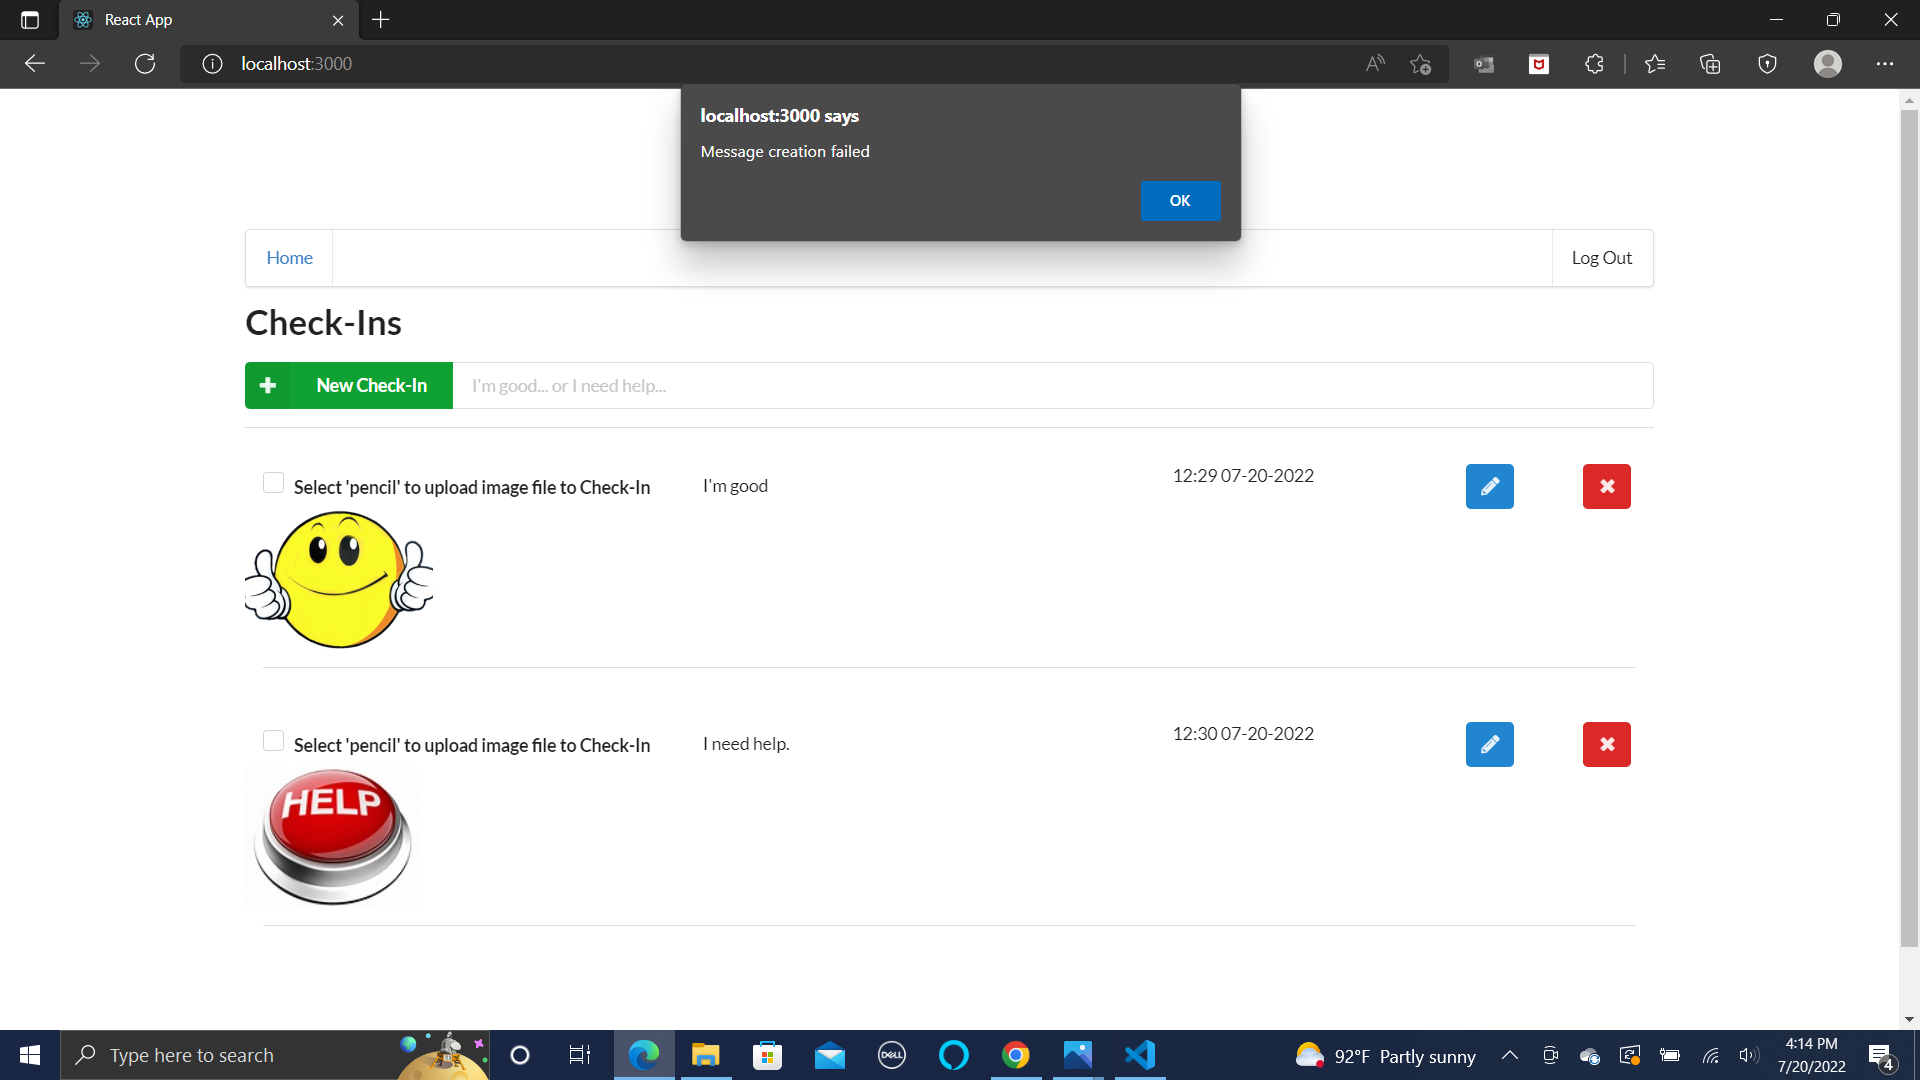 React App
localhost:3000
localhost:3000 says
Message creation failed
OK
Home
Log Out
Check-Ins
New Check-In
I'm good... or I need help...
Select 'pencil' to upload image file to Check-In
I'm good
12:29 07-20-2022
Select 'pencil' to upload image file to Check-In
I need help.
12:30 07-20-2022
HELP
Type here to search
DELL
92°F Partly sunny
4:14 PM
7/20/2022
4